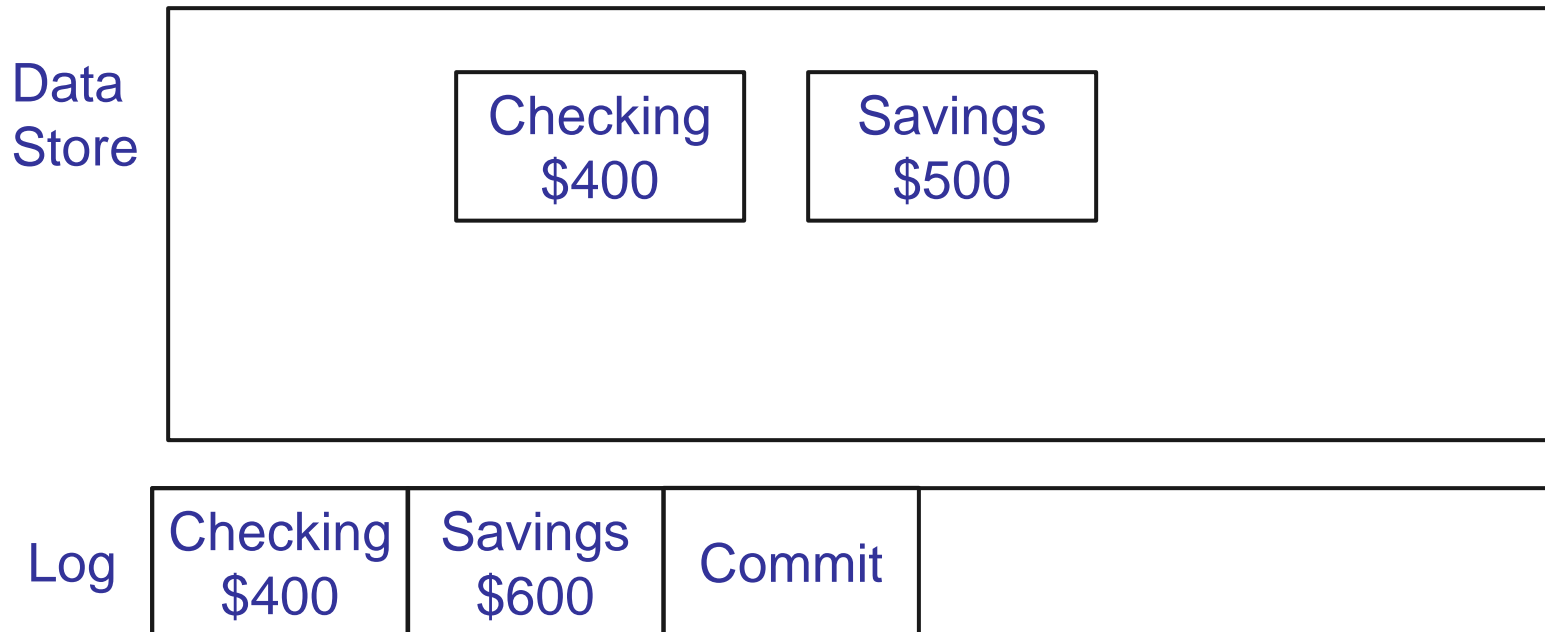 Data
Store
Checking
$400
Savings
$500
Log
Checking
$400
Savings
$600
Commit